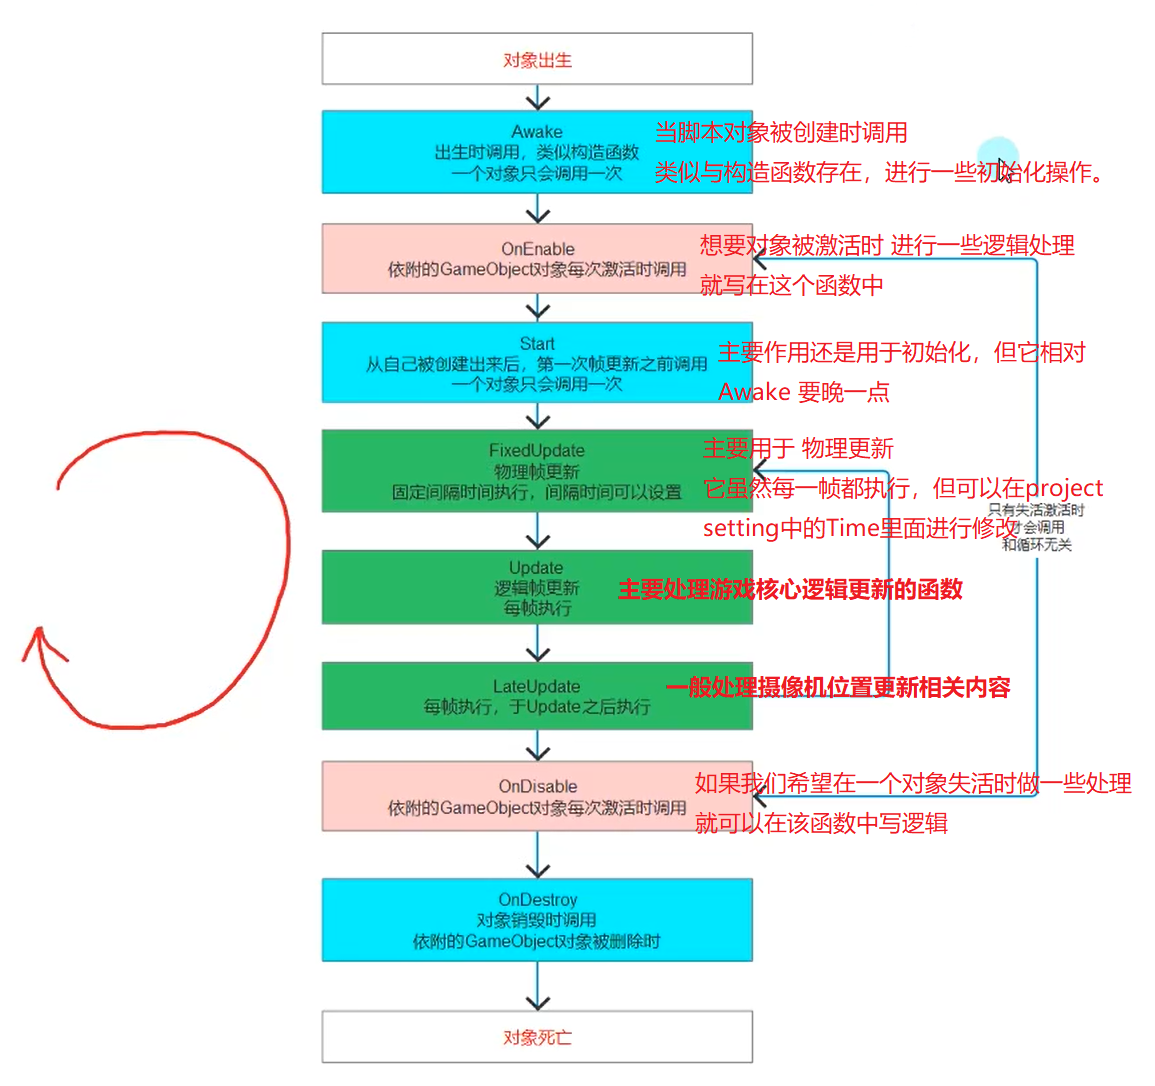 对象出生
Awake
出生时调用，类似构造函数
一个对象只会调用一次
当脚本对象被创建时调用
类似与构造函数存在，进行一些初始化操作。
OnEnable
依附的GameObject对象每次激活时调用
想要对象被激活时 进行一些逻辑处理
就写在这个函数中
Start
从自己被创建出来后，第一次帧更新之前调用
一个对象只会调用一次
主要作用还是用于初始化，但它相对
Awake 要晚一点
FixedUpdate
物理帧更新
固定间隔时间执行，间隔时间可以设置
主要用于 物理更新
它虽然每一帧都执行，但可以在project
setting中的Time里面进行修改
只有失活激活时
才会调用
和循环无关
Update
逻辑帧更新
每帧执行
主要处理游戏核心逻辑更新的函数
LateUpdate
每帧执行，于Update之后执行
一般处理摄像机位置更新相关内容
OnDisable
依附的GameObject对象每次激活时调用
如果我们希望在一个对象失活时做一些处理
就可以在该函数中写逻辑
OnDestroy
对象销毁时调用
依附的GameObject对象被删除时
对象死亡